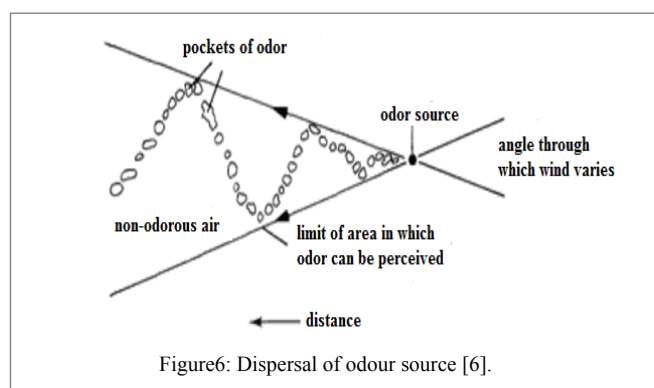 pockets of odor
odor source
angle through
which wind varies
non-odorous air
limit of area in which
odor can be perceived
distance
Figure6: Dispersal of odour source [6].